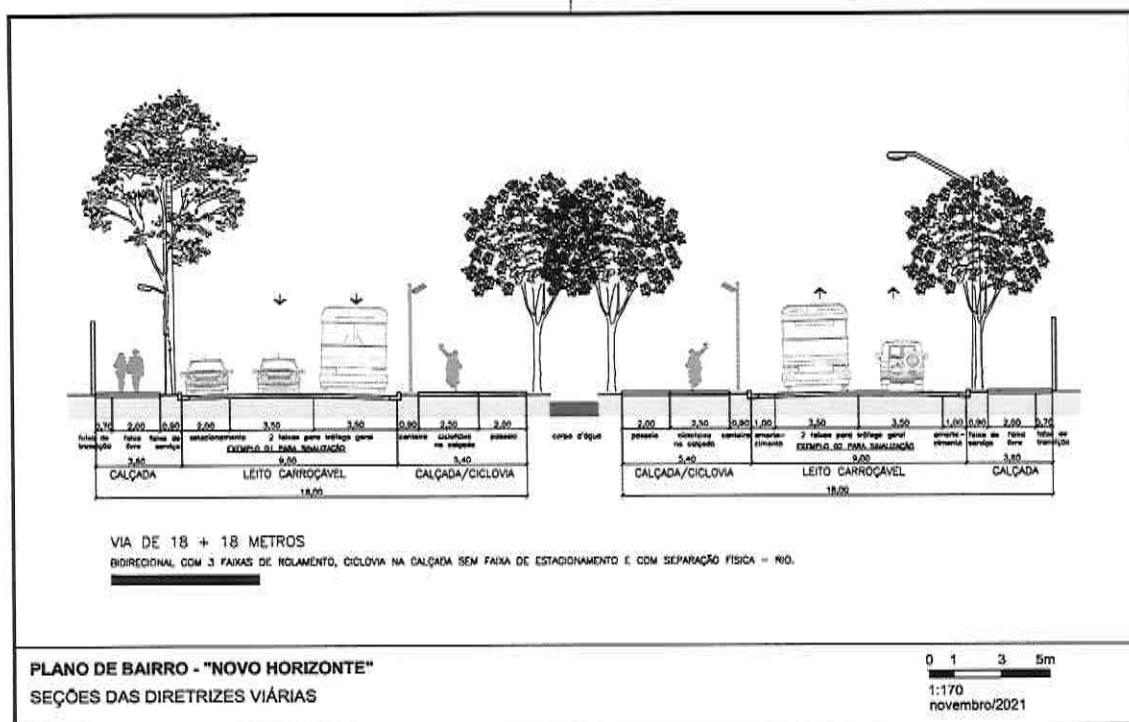 0,70 2,00 0,90 2,00 3,50 3,50 0,90 2,50 2,00
faixa de transição faixa livre faixa de serviço estacionamento 2 faixas para tráfego geral canteiro ciclofaixa na calçada passeio
EXEMPLO 01 PARA SINALIZAÇÃO
3,60 9,00 5,40
CALÇADA LEITO CARROÇÁVEL CALÇADA/CICLOVIA
18,00
corpo d'água
2,00 2,50 0,90 1,00 3,50 3,50 1,00 0,90 2,00 0,70
passeio ciclofaixa na calçada canteiro amorte-cimento 2 faixas para tráfego geral amorte-cimento faixa de serviço faixa livre faixa de transição
EXEMPLO 02 PARA SINALIZAÇÃO
5,40 9,00 3,60
CALÇADA/CICLOVIA LEITO CARROÇÁVEL CALÇADA
18,00
VIA DE 18 + 18 METROS
BIDIRECIONAL COM 3 FAIXAS DE ROLAMENTO, CICLOVIA NA CALÇADA SEM FAIXA DE ESTACIONAMENTO E COM SEPARAÇÃO FÍSICA – RIO.
PLANO DE BAIRRO - "NOVO HORIZONTE"
SEÇÕES DAS DIRETRIZES VIÁRIAS
0 1 3 5m
1:170
novembro/2021